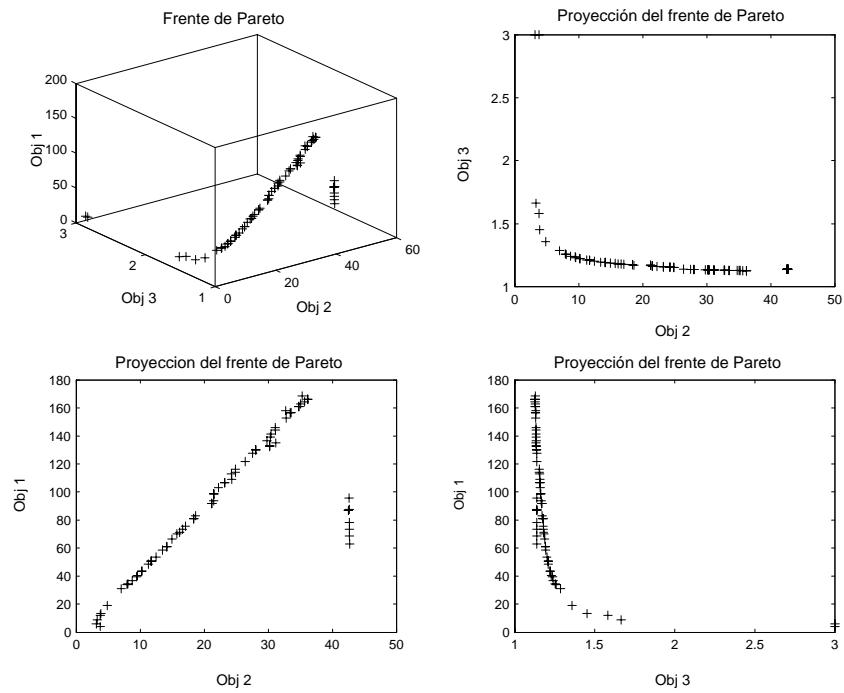 Frente de Pareto
200
150
100
50
0
Obj 1
3
2
1
Obj 3
0
20
40
60
Obj 2
Proyección del frente de Pareto
3
2.5
2
1.5
1
Obj 3
0 10 20 30 40 50
Obj 2
Proyeccion del frente de Pareto
180
160
140
120
100
80
60
40
20
0
Obj 1
0 10 20 30 40 50
Obj 2
Proyección del frente de Pareto
180
160
140
120
100
80
60
40
20
0
Obj 1
1 1.5 2 2.5 3
Obj 3